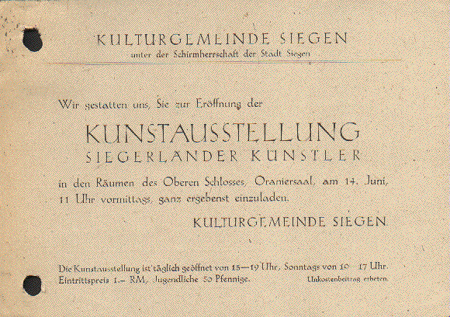 KULTURGEMEINDE SIEGEN
unter der Schirmherrschaft der Stadt Siegen
Wir gestatten uns, Sie zur Eröffnung der
KUNSTAUSSTELLUNG
SIEGERLÄNDER KÜNSTLER
in den Räumen des Oberen Schlosses, Oraniersaal, am 14. Juni,
11 Uhr vormittags, ganz ergebenst einzuladen.
KULTURGEMEINDE SIEGEN
Die Kunstausstellung ist täglich geöffnet von 15—19 Uhr, Sonntags von 10—17 Uhr.
Eintrittspreis 1.— RM, Jugendliche 50 Pfennige. Unkostenbeitrag erbeten.